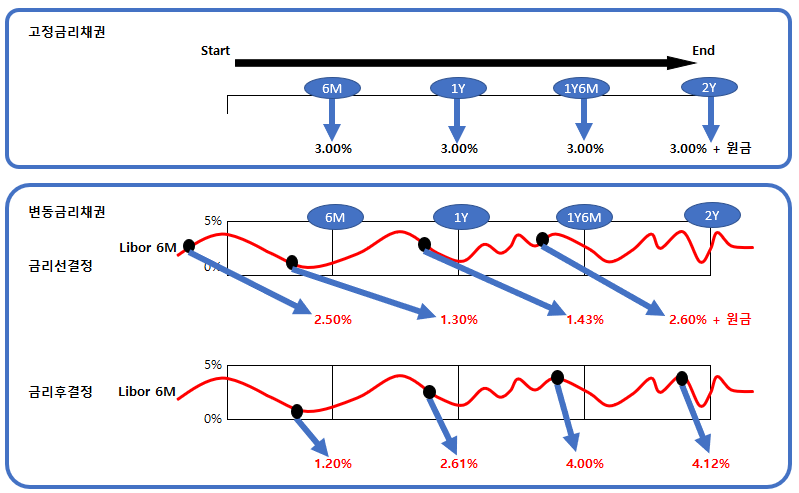 고정금리채권
Start
End
6M
1Y
1Y6M
2Y
3.00%
3.00%
3.00%
3.00% + 원금
변동금리채권
6M
1Y
1Y6M
2Y
5%
Libor 6M
금리선결정
0%
2.50%
1.30%
1.43%
2.60% + 원금
5%
금리후결정
Libor 6M
0%
1.20%
2.61%
4.00%
4.12%